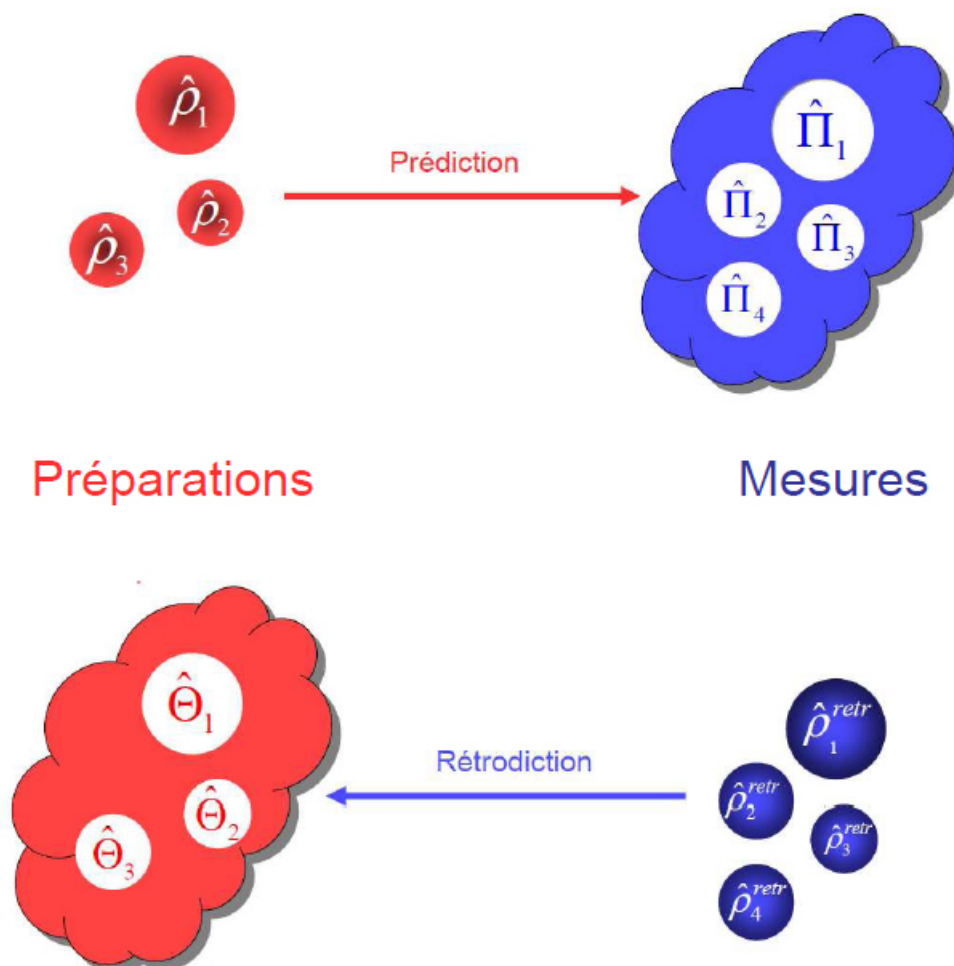 ρ̂₁
Prédiction
ρ̂₂
ρ̂₃
Π̂₁
Π̂₂
Π̂₃
Π̂₄
Préparations
Mesures
Θ̂₁
Θ̂₂
Θ̂₃
Rétrodiction
ρ̂₁ʳᵉᵗʳ
ρ̂₂ʳᵉᵗʳ
ρ̂₃ʳᵉᵗʳ
ρ̂₄ʳᵉᵗʳ